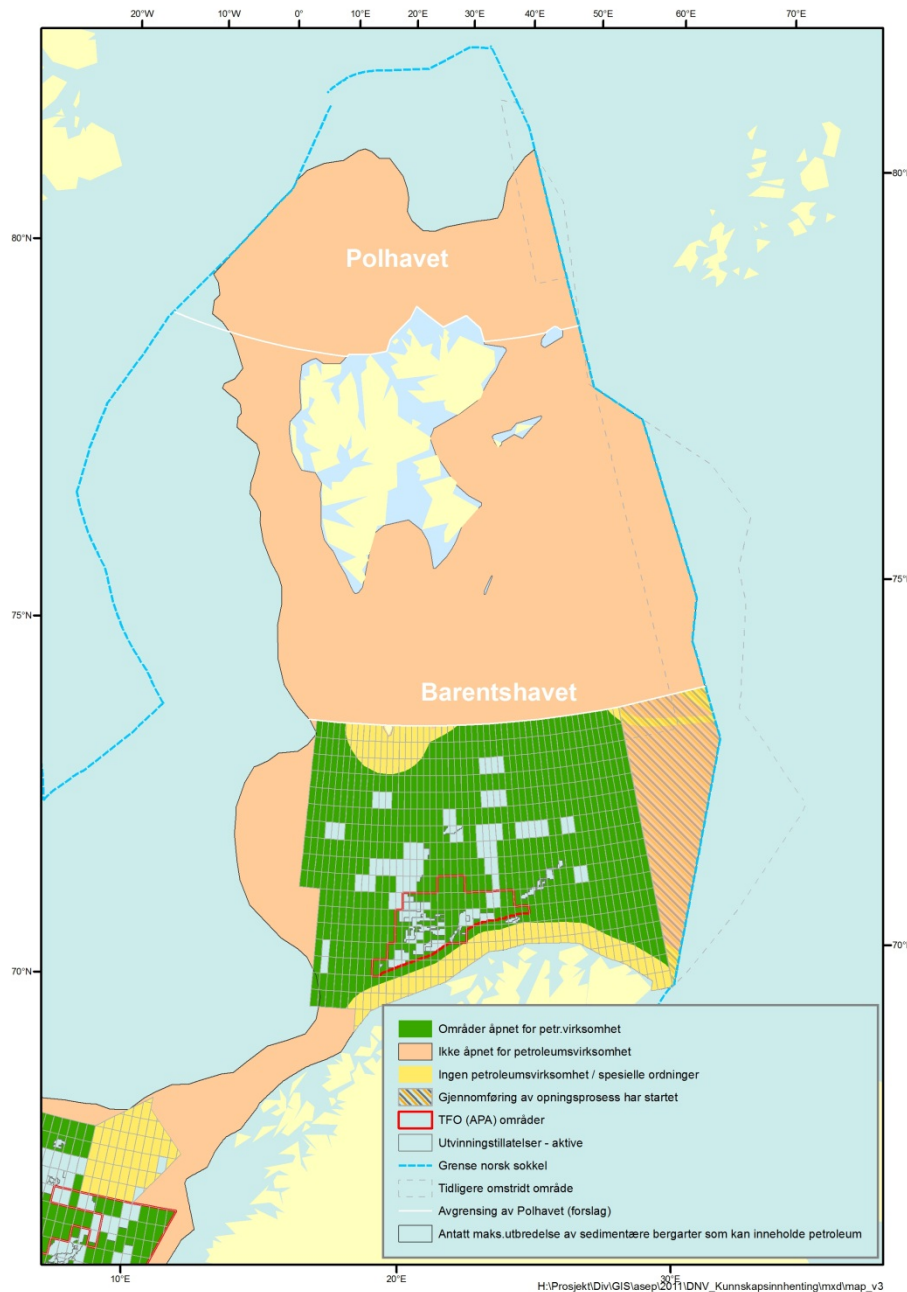 20°W 10°W 0° 10°E 20°E 30°E 40°E 50°E 60°E 70°E
80°
80°N
Polhavet
75°
75°N
Barentshavet
70°
70°N
Områder åpnet for petr.virksomhet
Ikke åpnet for petroleumsvirksomhet
Ingen petroleumsvirksomhet / spesielle ordninger
Gjennomføring av opningsprosess har startet
TFO (APA) områder
Utvinningstillatelser - aktive
Grense norsk sokkel
Tidligere omstridt område
Avgrensing av Polhavet (forslag)
Antatt maks.utbredelse av sedimentære bergarter som kan inneholde petroleum
10°E 20°E 30°E
H:\Prosjekt\Div\GIS\asep\2011\DNV_Kunnskapsinnhenting\mxd\map_v3